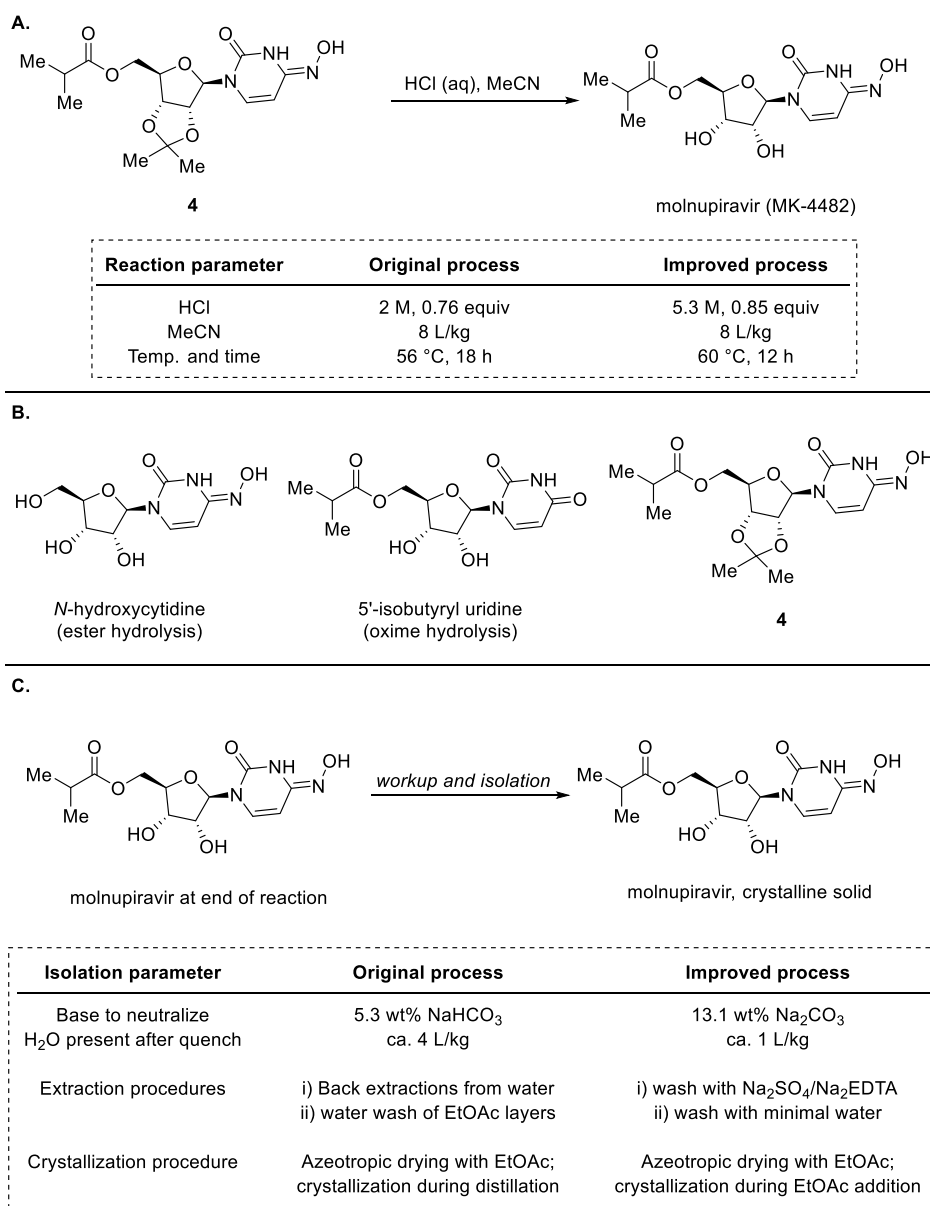 A.
Me
O
O
Me
O
O
N
NH
OH
N
O
O
Me
Me
4
HCl (aq), MeCN
Me
O
O
Me
O
O
N
NH
OH
N
HO
OH
molnupiravir (MK-4482)
Reaction parameter Original process Improved process
HCl 2 M, 0.76 equiv 5.3 M, 0.85 equiv
MeCN 8 L/kg 8 L/kg
Temp. and time 56 °C, 18 h 60 °C, 12 h
B.
HO
O
O
N
NH
OH
N
HO
OH
N-hydroxycytidine
(ester hydrolysis)
Me
O
O
Me
O
O
N
NH
O
HO
OH
5'-isobutyryl uridine
(oxime hydrolysis)
Me
O
O
Me
O
O
N
NH
OH
N
O
O
Me
Me
4
C.
Me
O
O
Me
O
O
N
NH
OH
N
HO
OH
molnupiravir at end of reaction
workup and isolation
Me
O
O
Me
O
O
N
NH
OH
N
HO
OH
molnupiravir, crystalline solid
Isolation parameter Original process Improved process
Base to neutralize 5.3 wt% NaHCO₃ 13.1 wt% Na₂CO₃
H₂O present after quench ca. 4 L/kg ca. 1 L/kg
Extraction procedures i) Back extractions from water i) wash with Na₂SO₄/Na₂EDTA
ii) water wash of EtOAc layers ii) wash with minimal water
Crystallization procedure Azeotropic drying with EtOAc; Azeotropic drying with EtOAc;
crystallization during distillation crystallization during EtOAc addition